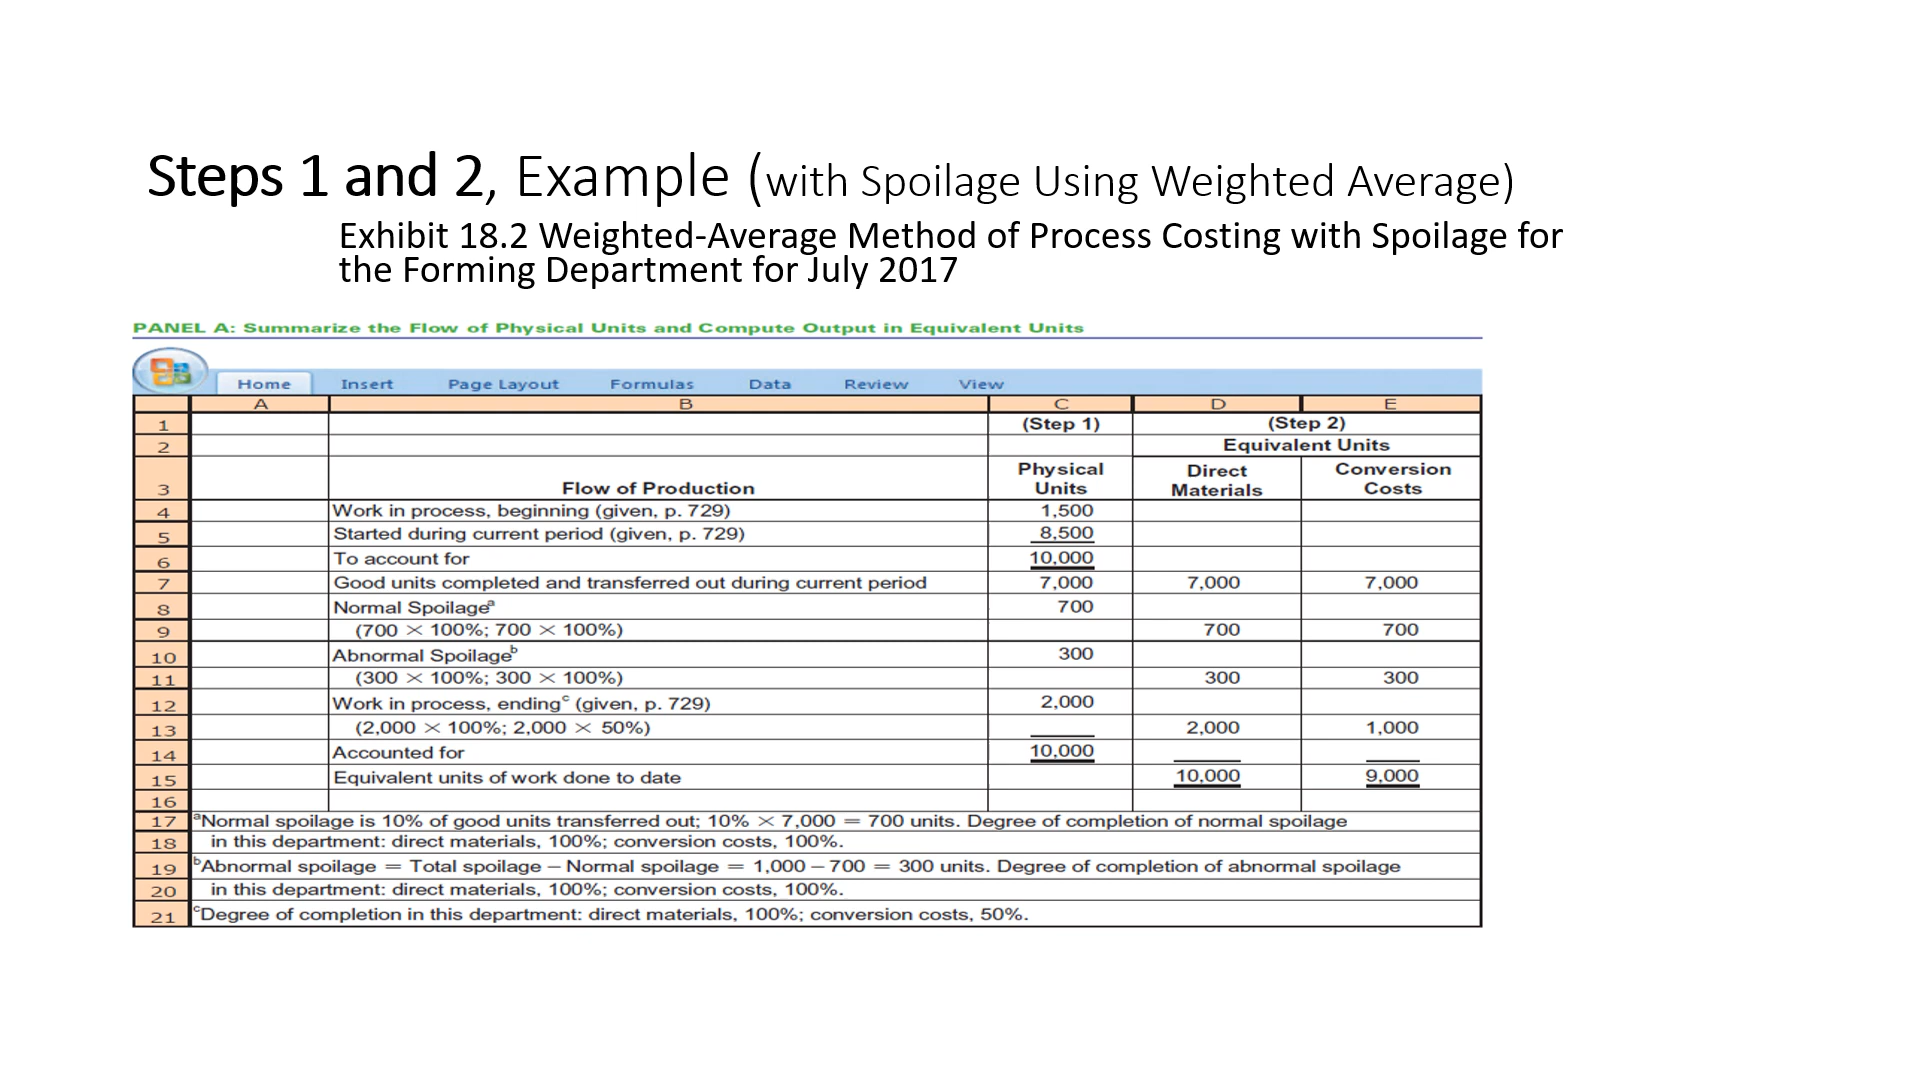 Steps 1 and 2, Example (with Spoilage Using Weighted Average)
Exhibit 18.2 Weighted-Average Method of Process Costing with Spoilage for
the Forming Department for July 2017
PANEL A: Summarize the Flow of Physical Units and Compute Output in Equivalent Units
Home Insert Page Layout Formulas Data Review View
A B C D E
1 (Step 1) (Step 2)
2 Equivalent Units
Physical Direct Conversion
3 Flow of Production Units Materials Costs
4 Work in process, beginning (given, p. 729) 1,500
5 Started during current period (given, p. 729) 8,500
6 To account for 10,000
7 Good units completed and transferred out during current period 7,000 7,000 7,000
8 Normal Spoilageᵃ 700
9 (700 × 100%; 700 × 100%) 700 700
10 Abnormal Spoilageᵇ 300
11 (300 × 100%; 300 × 100%) 300 300
12 Work in process, endingᶜ (given, p. 729) 2,000
13 (2,000 × 100%; 2,000 × 50%) 2,000 1,000
14 Accounted for 10,000
15 Equivalent units of work done to date 10,000 9,000
16
17 ᵃNormal spoilage is 10% of good units transferred out; 10% × 7,000 = 700 units. Degree of completion of normal spoilage
18 in this department: direct materials, 100%; conversion costs, 100%.
19 ᵇAbnormal spoilage = Total spoilage – Normal spoilage = 1,000 – 700 = 300 units. Degree of completion of abnormal spoilage
20 in this department: direct materials, 100%; conversion costs, 100%.
21 ᶜDegree of completion in this department: direct materials, 100%; conversion costs, 50%.